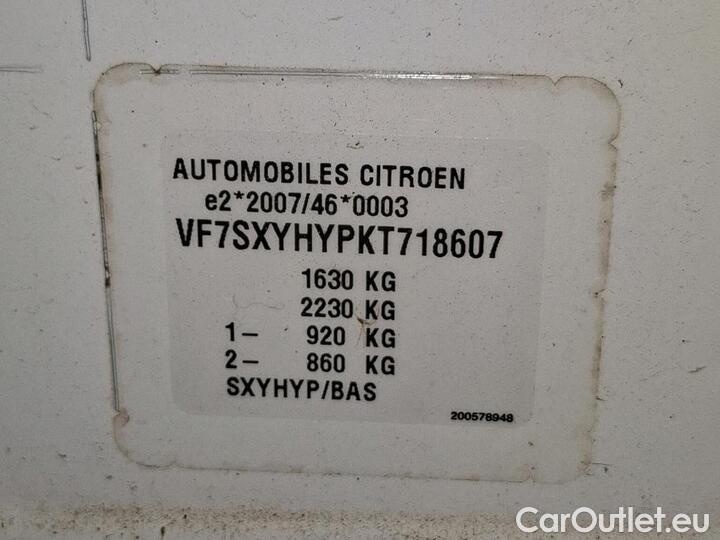 AUTOMOBILES CITROEN
e2*2007/46*0003
VF7SXYHYPKT718607
1630 KG
2230 KG
1- 920 KG
2- 860 KG
SXYHYP/BAS
200578948
CarOutlet.eu